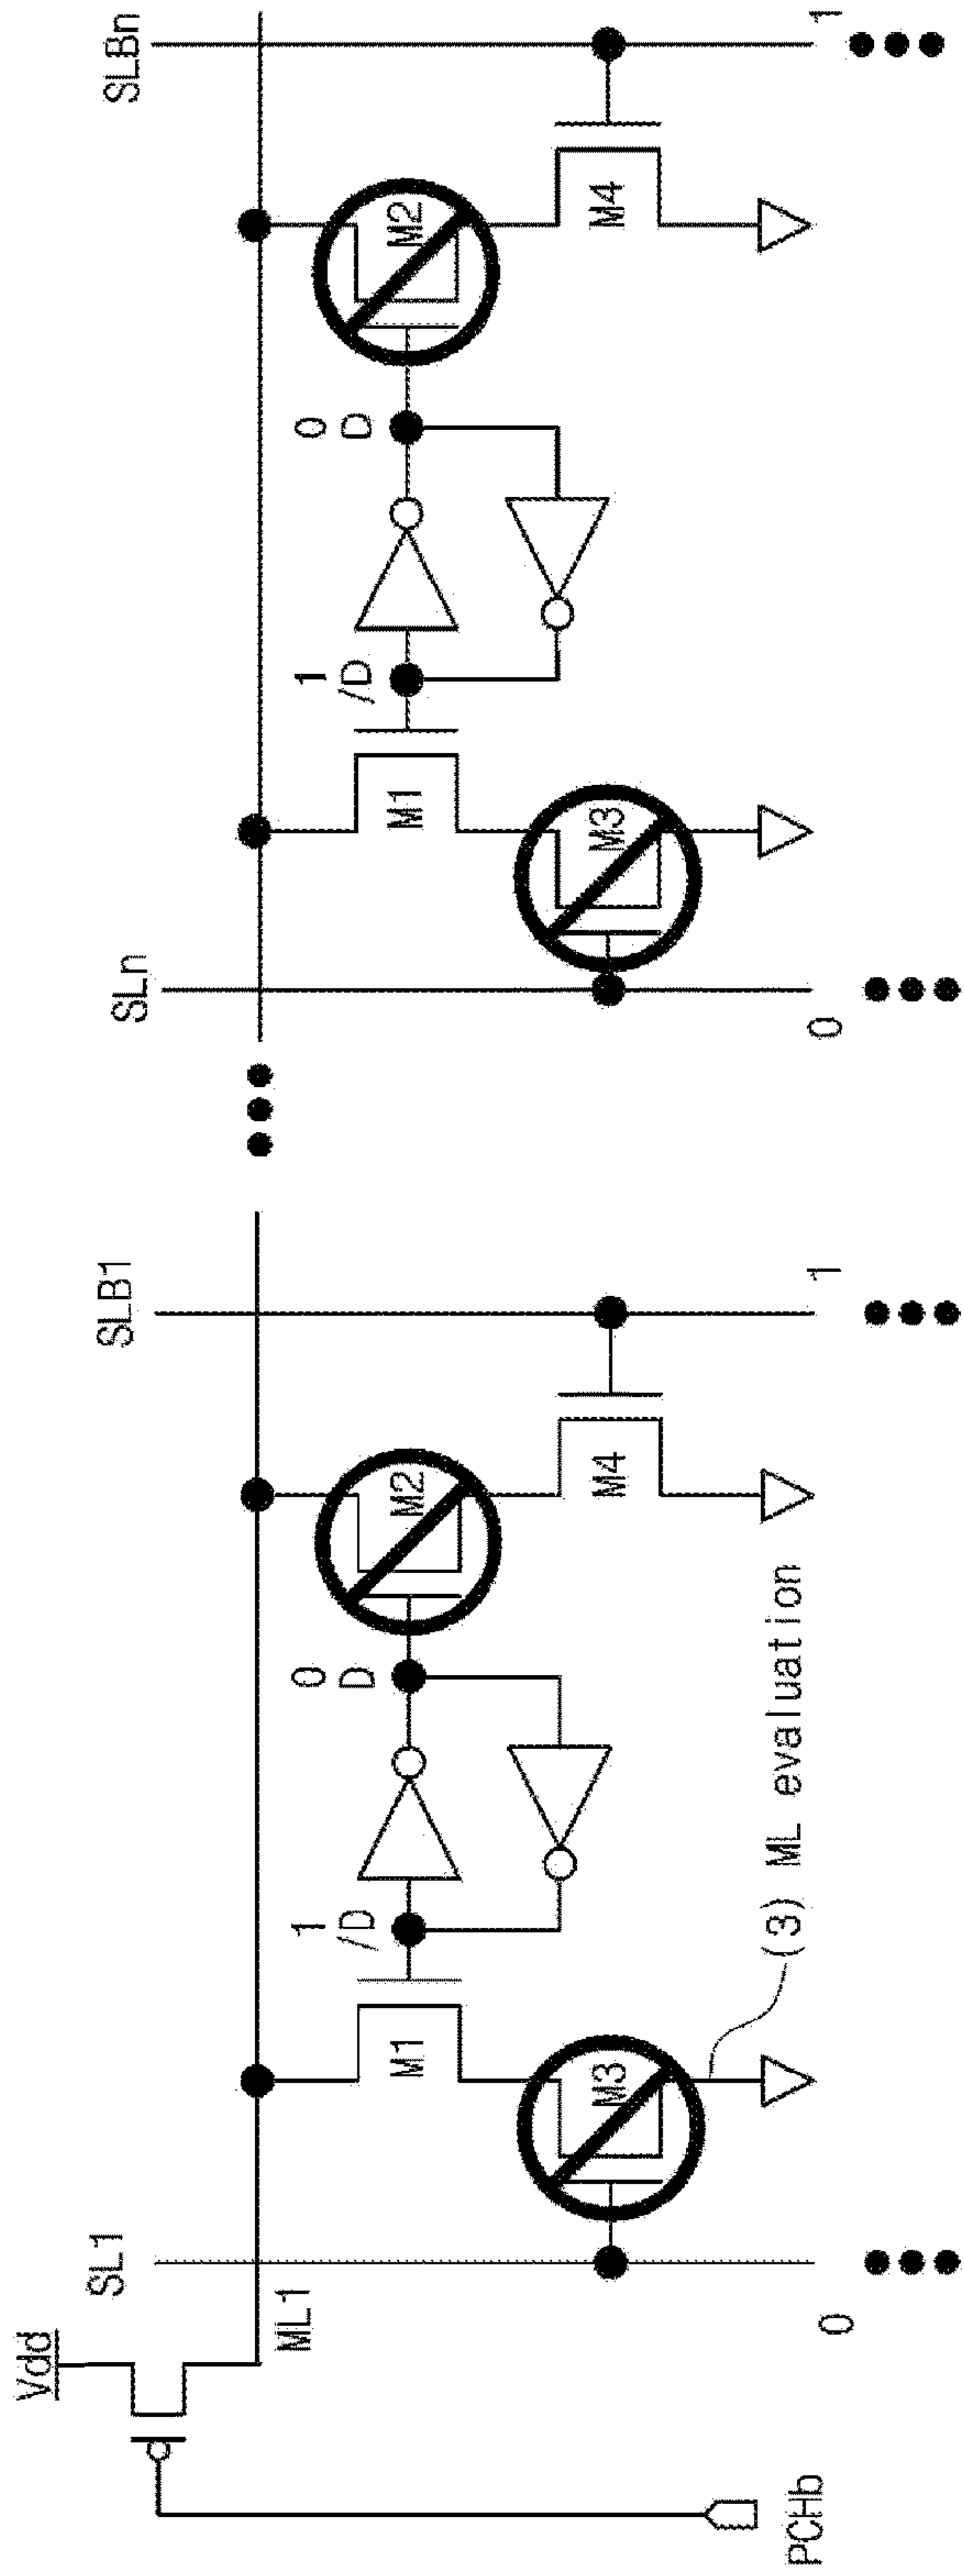 Vdd
PCHb
ML1
SL1
0
M1
M3
1
/D
0
D
M2
M4
SLB1
1
(3) ML evaluation
SLn
0
M1
M3
1
/D
0
D
M2
M4
SLBn
1